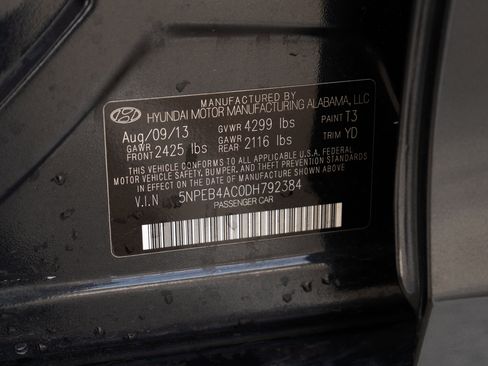 MANUFACTURED BY
HYUNDAI MOTOR MANUFACTURING ALABAMA, LLC
Aug/09/13 GVWR 4299 lbs PAINT T3
GAWR FRONT 2425 lbs GAWR REAR 2116 lbs TRIM YD
THIS VEHICLE CONFORMS TO ALL APPLICABLE U.S.A. FEDERAL
MOTOR VEHICLE SAFETY, BUMPER, AND THEFT PREVENTION STANDARDS
IN EFFECT ON THE DATE OF MANUFACTURE SHOWN ABOVE.
V.I.N 5NPEB4AC0DH792384
PASSENGER CAR